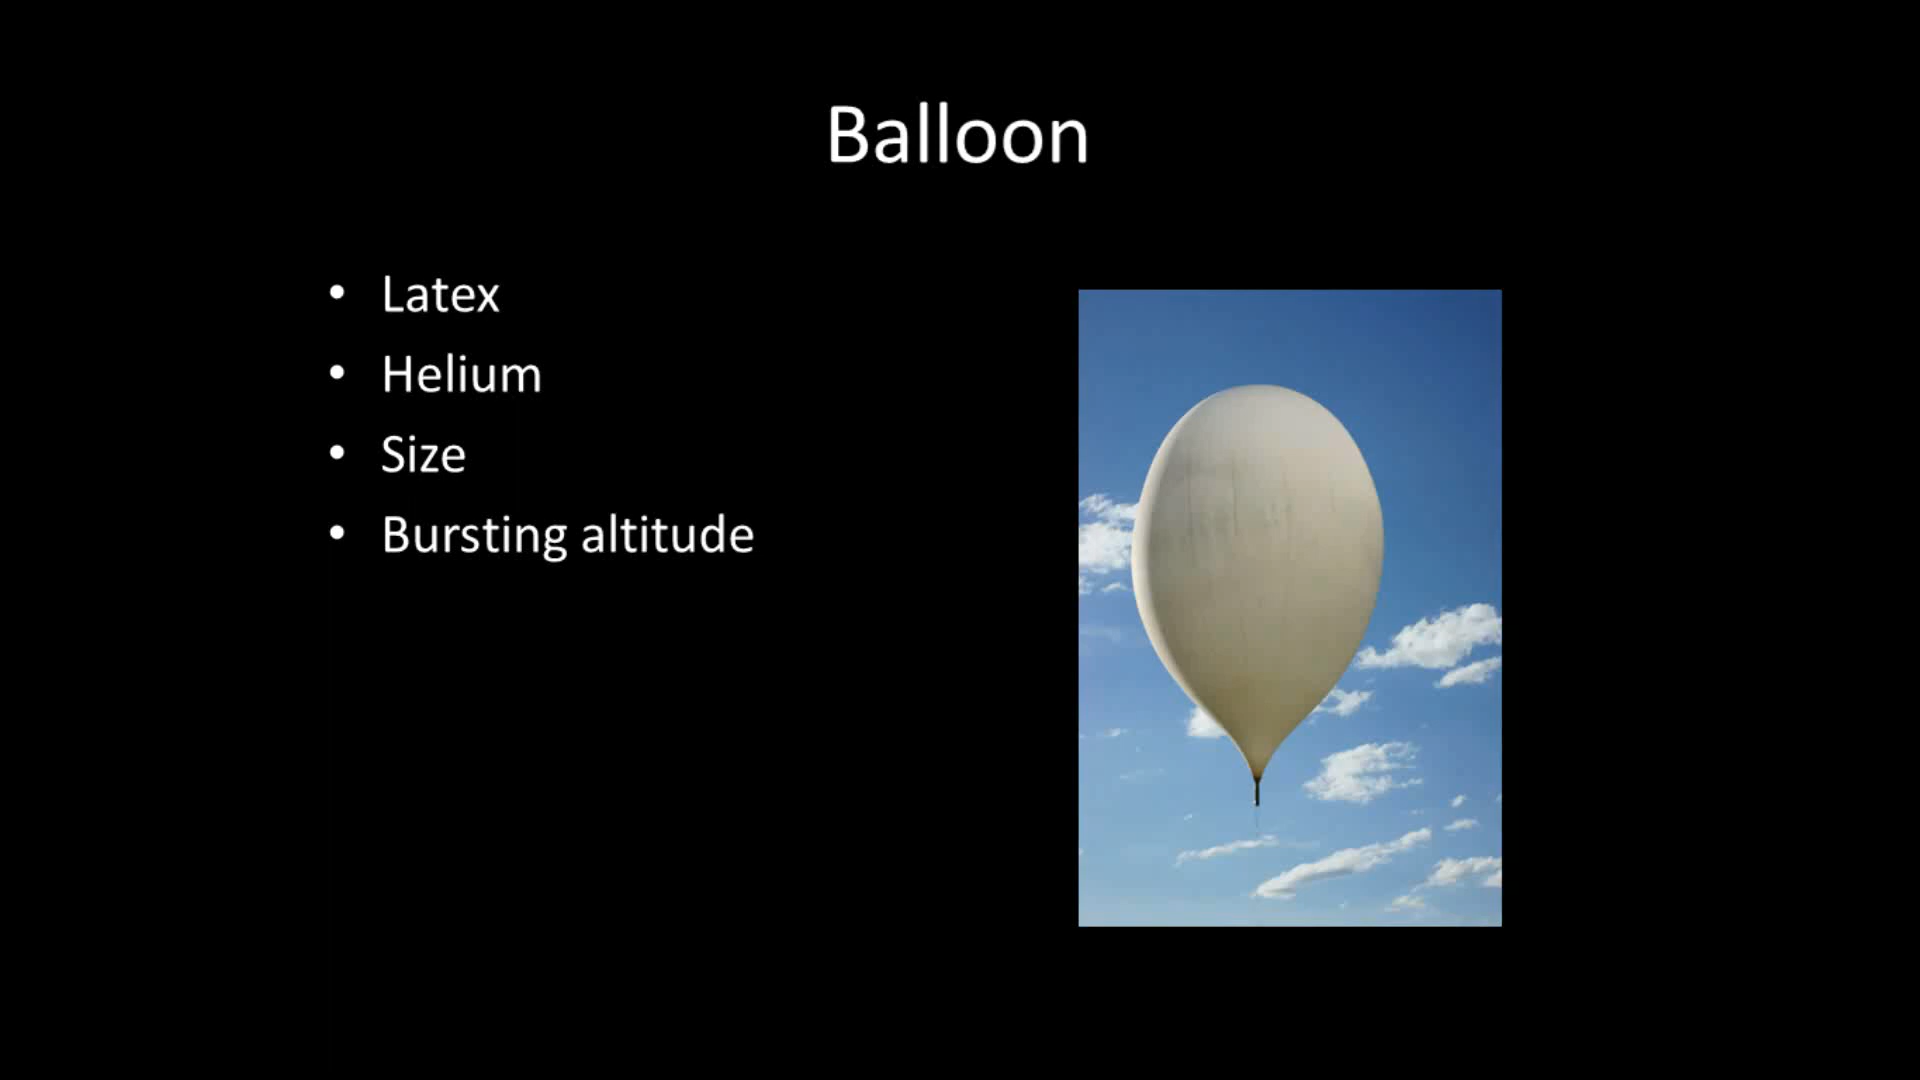 Balloon
• Latex
• Helium
• Size
• Bursting altitude